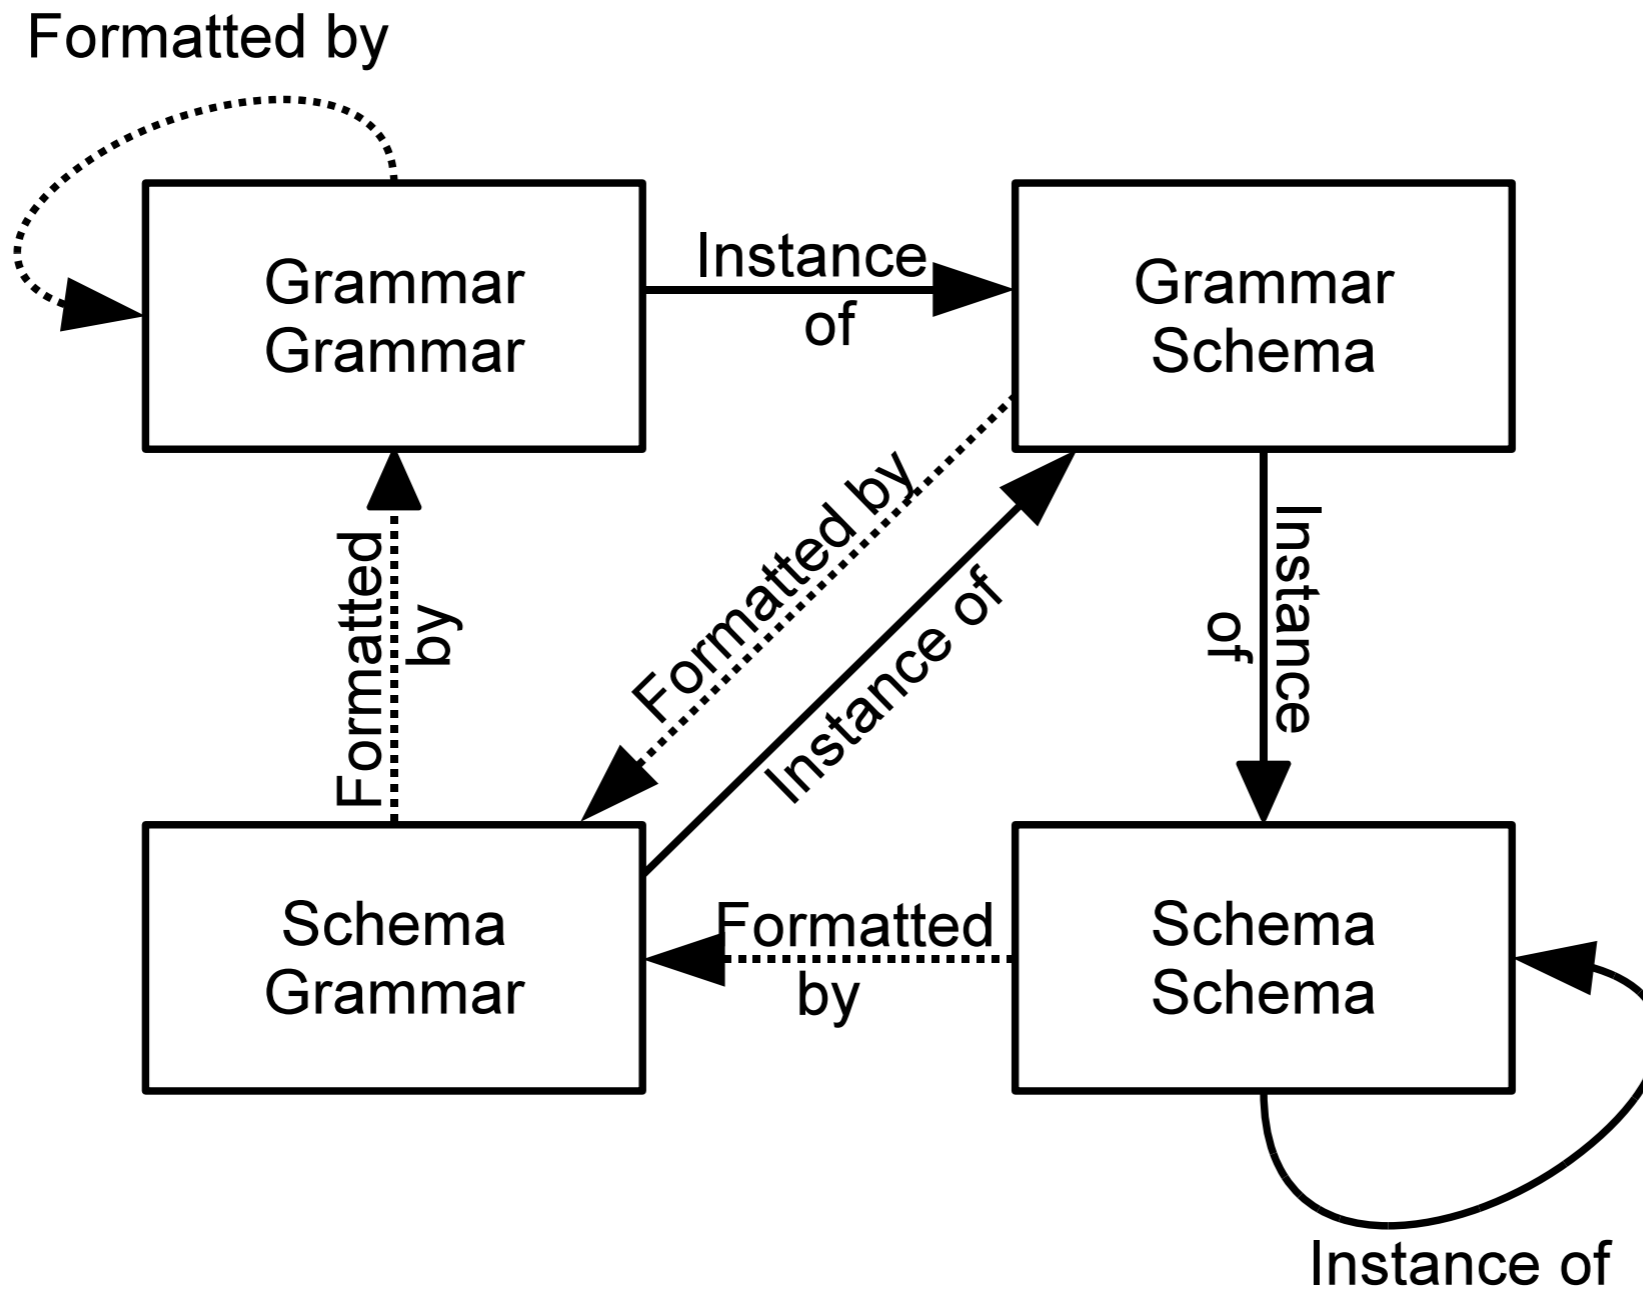 Formatted by
Grammar
Grammar
Instance
of
Grammar
Schema
Formatted
by
Formatted by
Instance of
Instance
of
Schema
Grammar
Formatted
by
Schema
Schema
Instance of